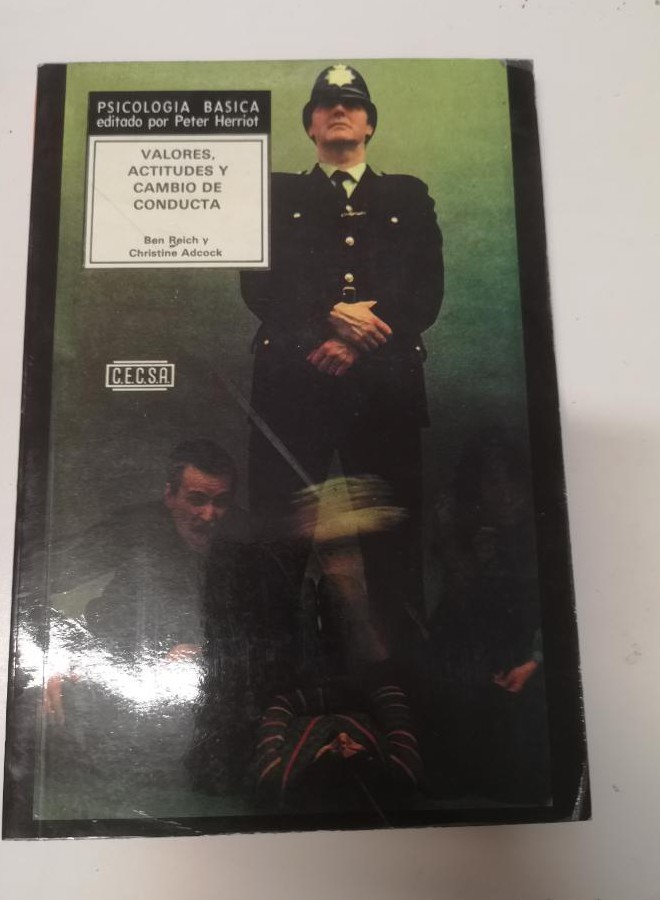 PSICOLOGIA BASICA
editado por Peter Herriot
VALORES,
ACTITUDES Y
CAMBIO DE
CONDUCTA
Ben Reich y
Christine Adcock
C.E.C.S.A.